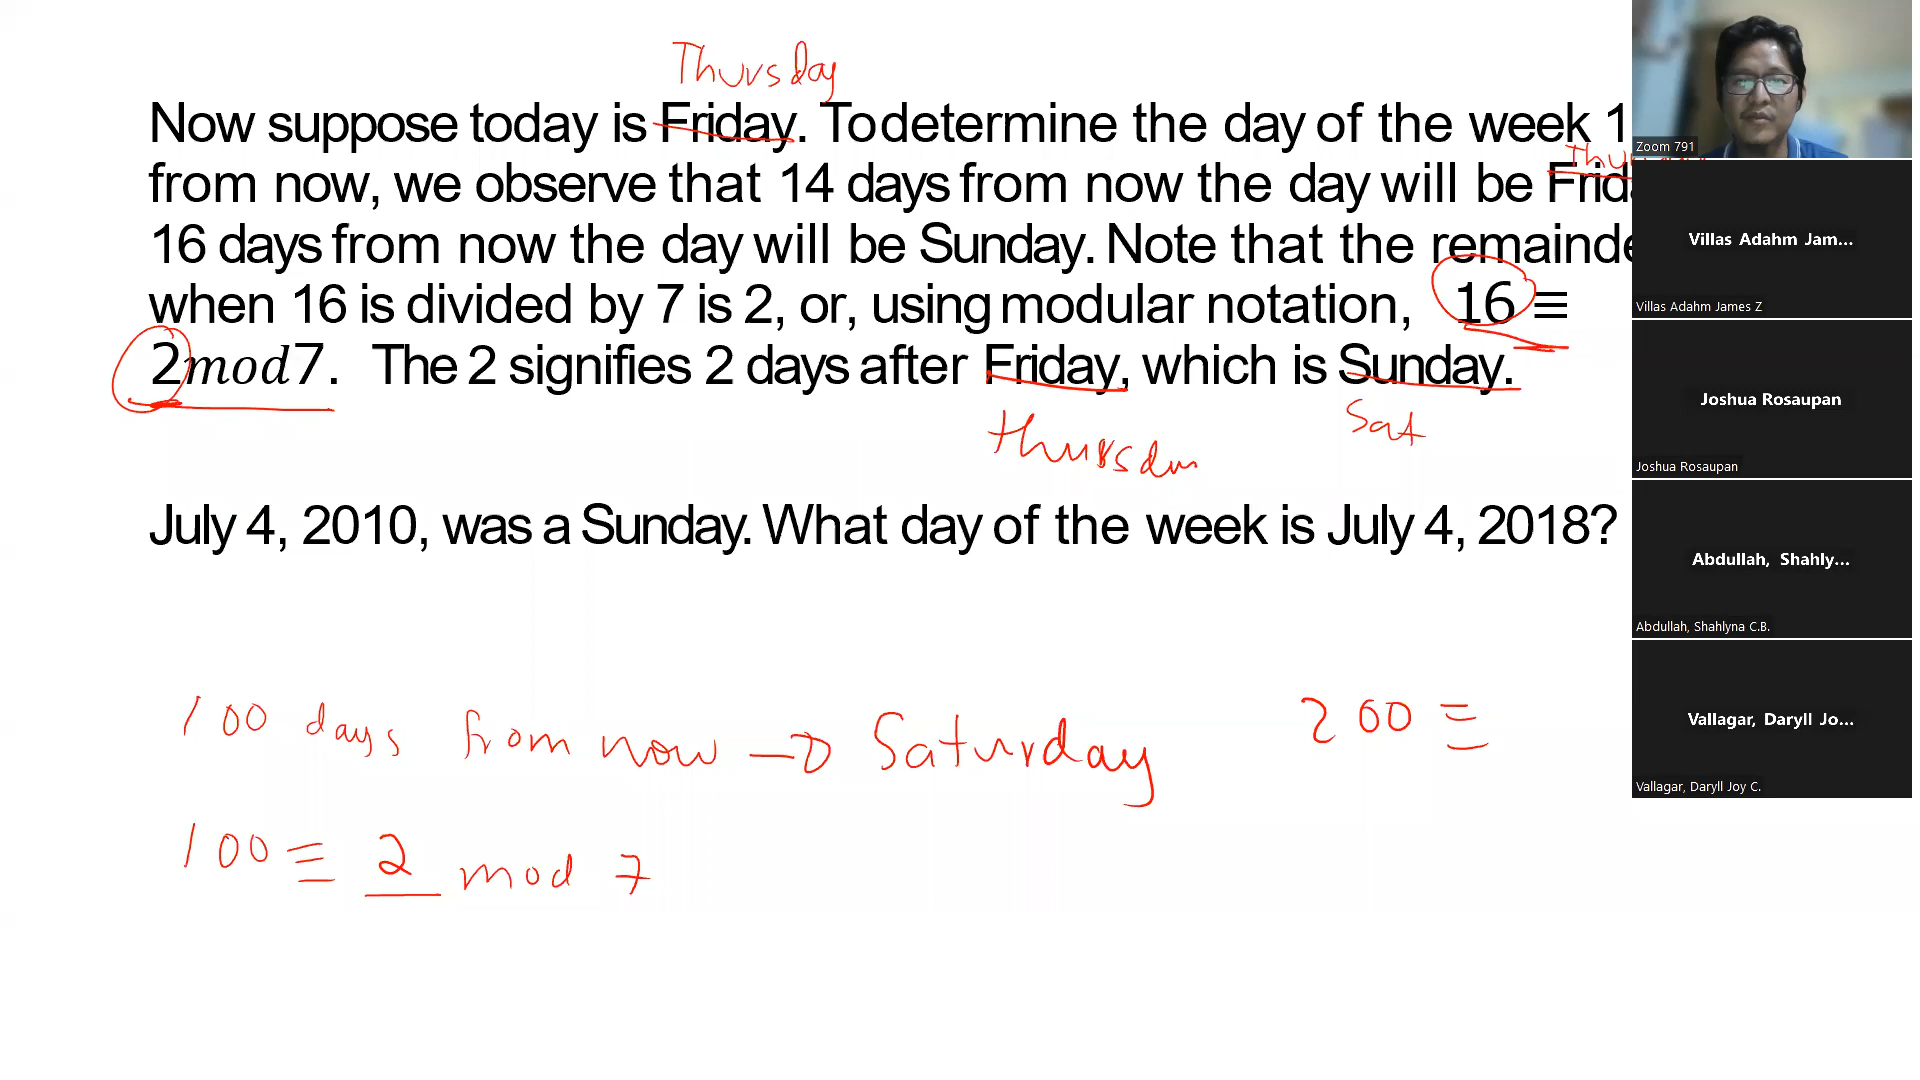 Thursday
Now suppose today is Friday. To determine the day of the week 1
from now, we observe that 14 days from now the day will be Frid
16 days from now the day will be Sunday. Note that the remainde
when 16 is divided by 7 is 2, or, using modular notation, 16 ≡
2mod7. The 2 signifies 2 days after Friday, which is Sunday.
Sat
July 4, 2010, was a Sunday. What day of the week is July 4, 2018?
100 days from now → Saturday
200 ≡
100 ≡ 2 mod 7
Zoom 791
Villas Adahm Jam...
Villas Adahm James Z
Joshua Rosaupan
Joshua Rosaupan
Abdullah, Shahly...
Abdullah, Shahlyna C.B.
Vallagar, Daryll Jo...
Vallagar, Daryll Joy C.